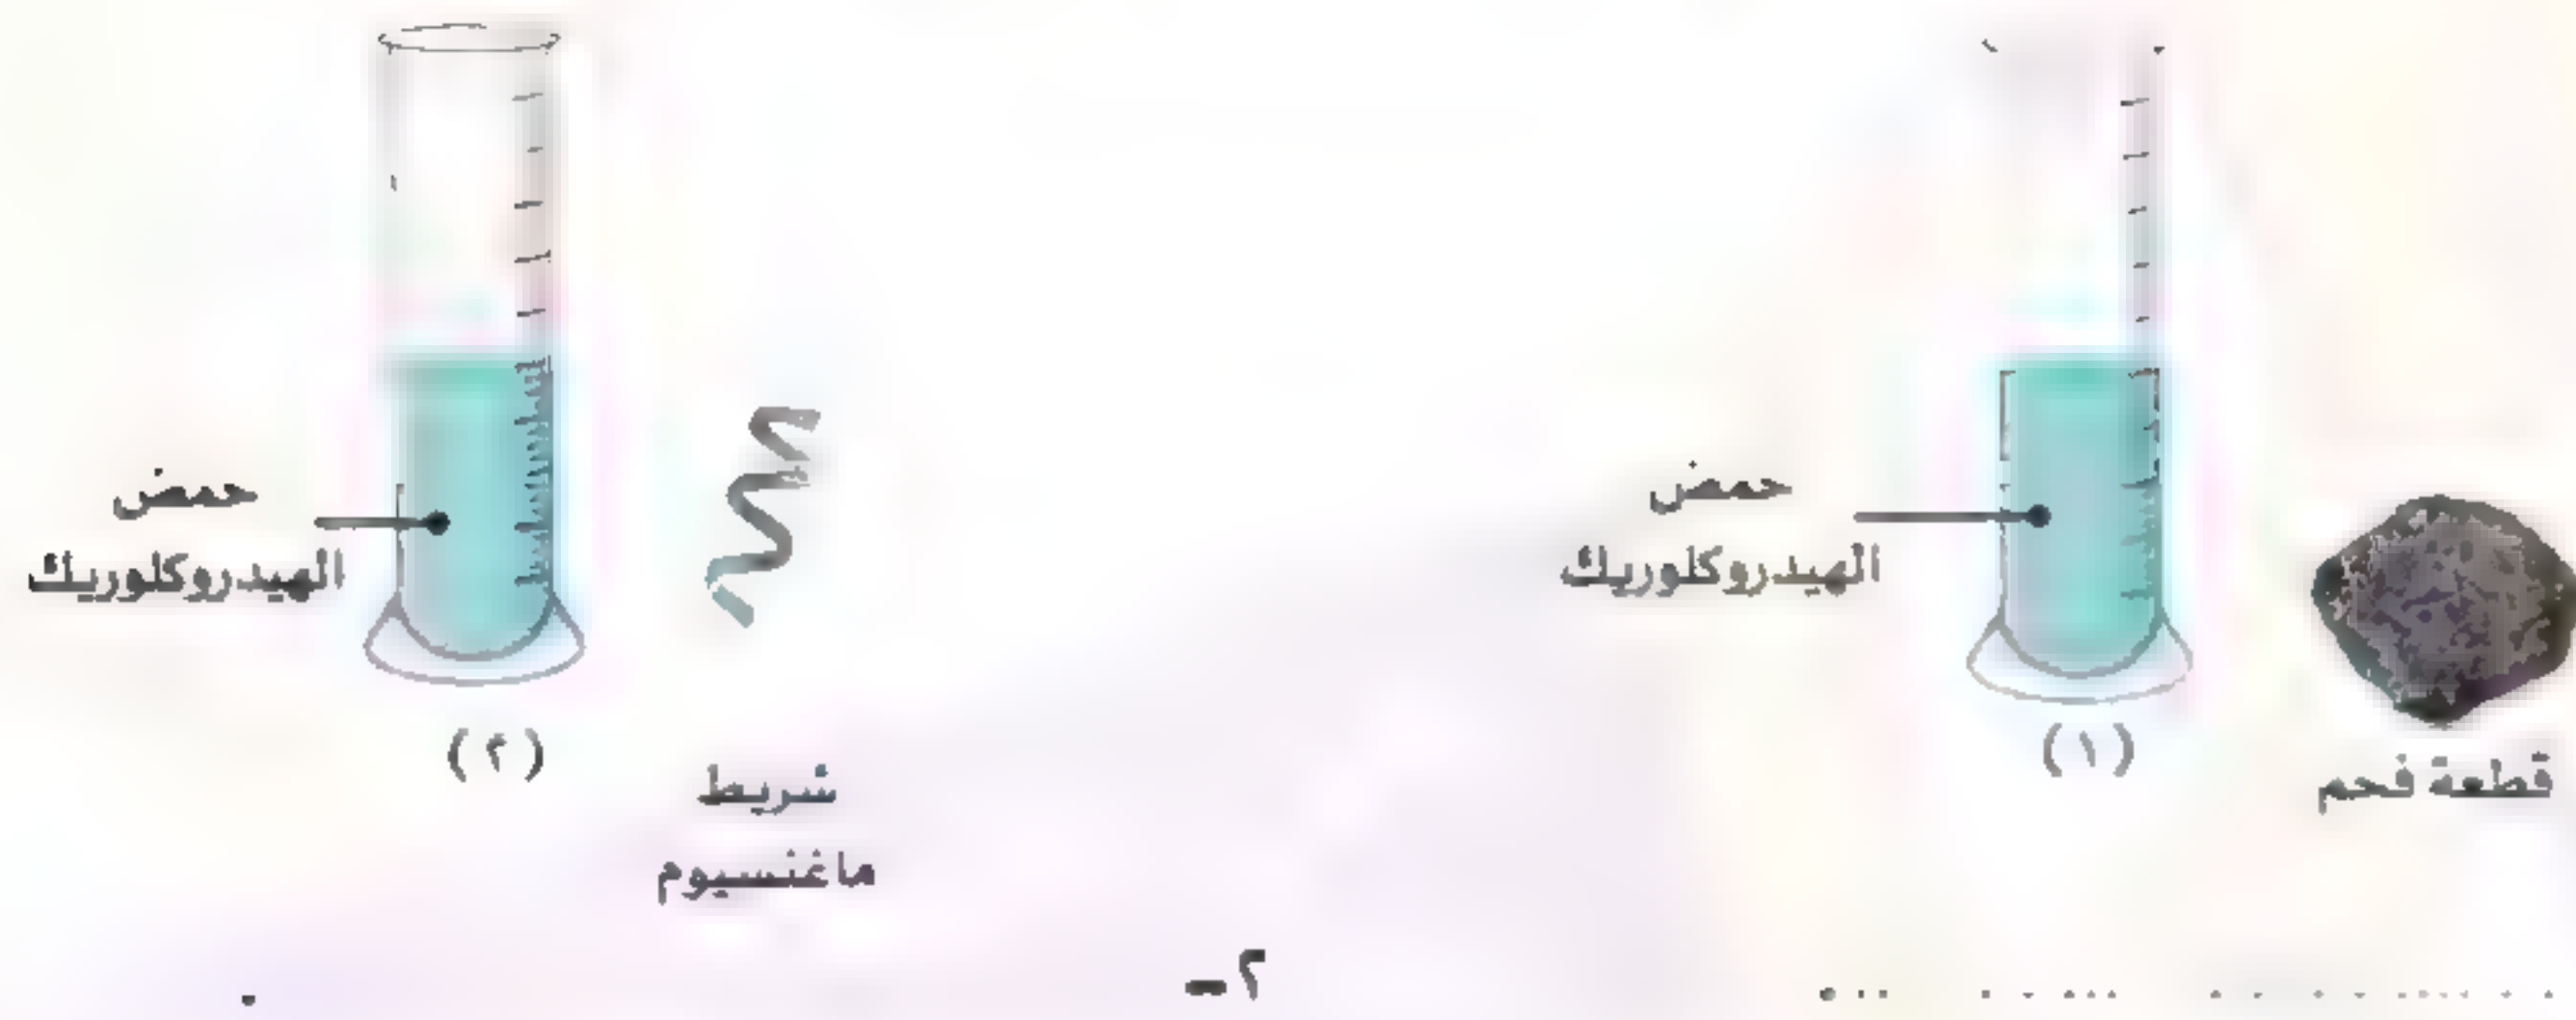 حمض
الهيدروكلوريك
(١)
قطعة فحم
حمض
الهيدروكلوريك
(٢)
شريط
ماغنسيوم
٢-